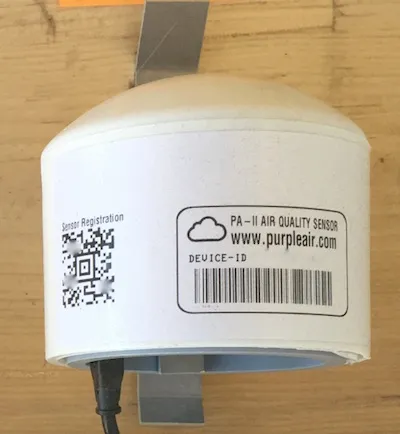 Sensor Registration
PA-II AIR QUALITY SENSOR
www.purpleair.com
DEVICE-ID